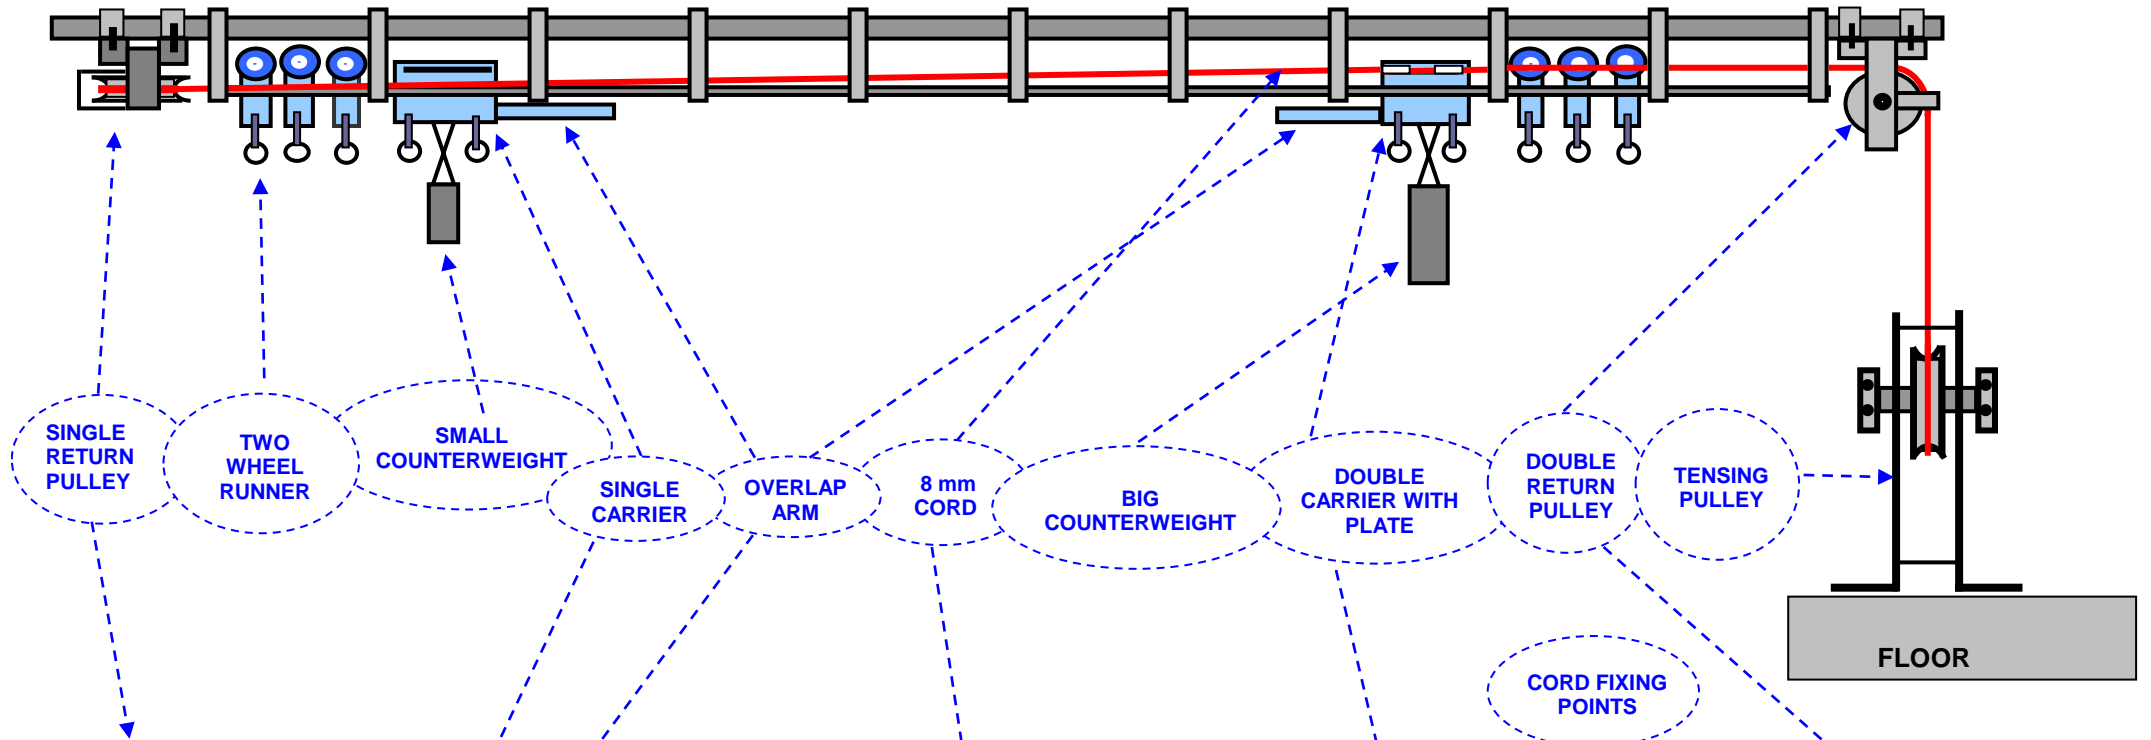 SINGLE
RETURN
PULLEY
TWO
WHEEL
RUNNER
SMALL
COUNTERWEIGHT
SINGLE
CARRIER
OVERLAP
ARM
8 mm
CORD
BIG
COUNTERWEIGHT
DOUBLE
CARRIER WITH
PLATE
DOUBLE
RETURN
PULLEY
TENSING
PULLEY
FLOOR
CORD FIXING
POINTS